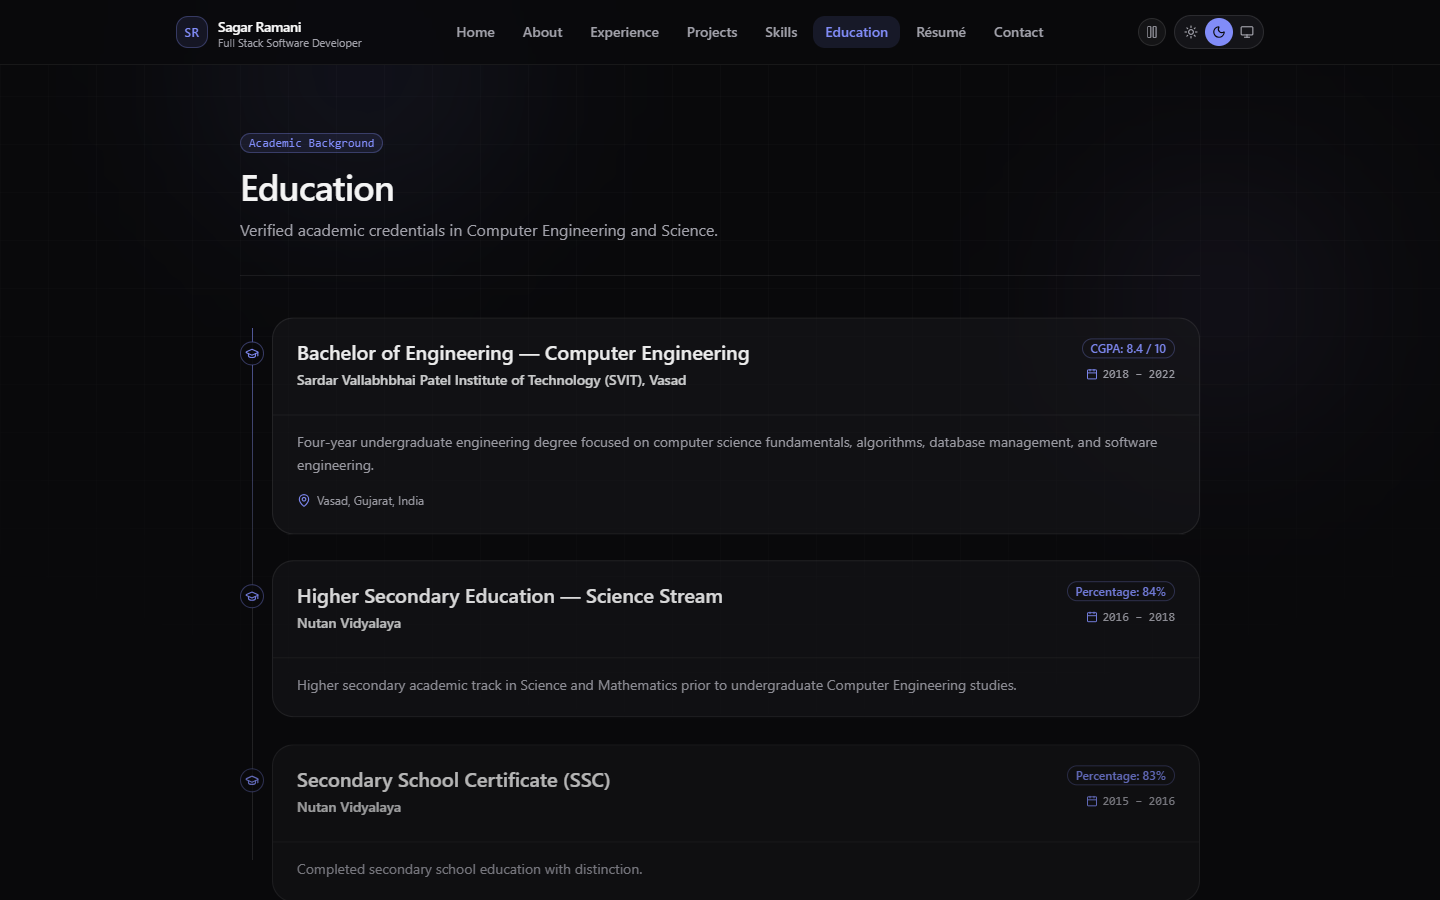 SR
Sagar Ramani
Full Stack Software Developer
Home
About
Experience
Projects
Skills
Education
Résumé
Contact
Academic Background
Education
Verified academic credentials in Computer Engineering and Science.
Bachelor of Engineering — Computer Engineering
CGPA: 8.4 / 10
Sardar Vallabhbhai Patel Institute of Technology (SVIT), Vasad
2018 – 2022
Four-year undergraduate engineering degree focused on computer science fundamentals, algorithms, database management, and software
engineering.
Vasad, Gujarat, India
Higher Secondary Education — Science Stream
Percentage: 84%
Nutan Vidyalaya
2016 – 2018
Higher secondary academic track in Science and Mathematics prior to undergraduate Computer Engineering studies.
Secondary School Certificate (SSC)
Percentage: 83%
Nutan Vidyalaya
2015 – 2016
Completed secondary school education with distinction.